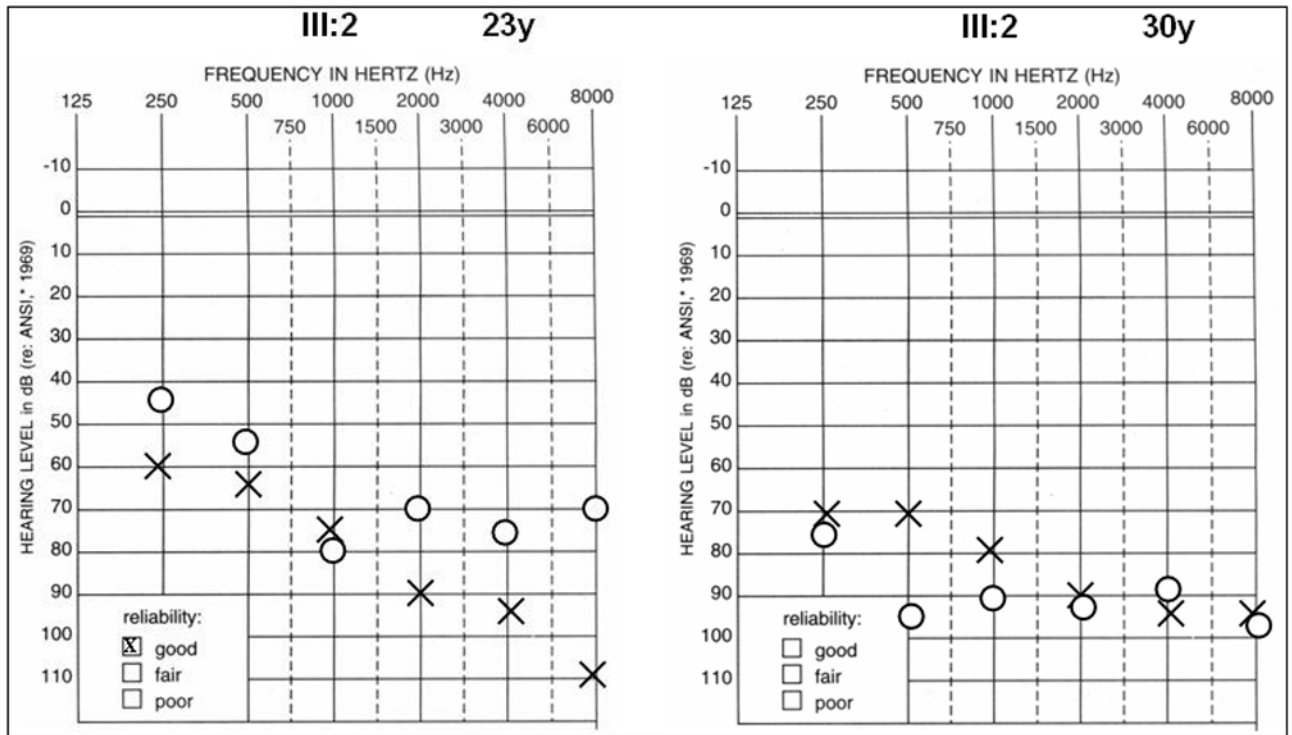 III:2 23y
FREQUENCY IN HERTZ (Hz)
125 250 500 1000 2000 4000 8000
750 1500 3000 6000
-10
0
10
20
30
40
50
60
70
80
90
100
110
HEARING LEVEL in dB (re: ANSI,* 1969)
reliability:
X good
fair
poor
III:2 30y
FREQUENCY IN HERTZ (Hz)
125 250 500 1000 2000 4000 8000
750 1500 3000 6000
-10
0
10
20
30
40
50
60
70
80
90
100
110
HEARING LEVEL in dB (re: ANSI,* 1969)
reliability:
good
fair
poor